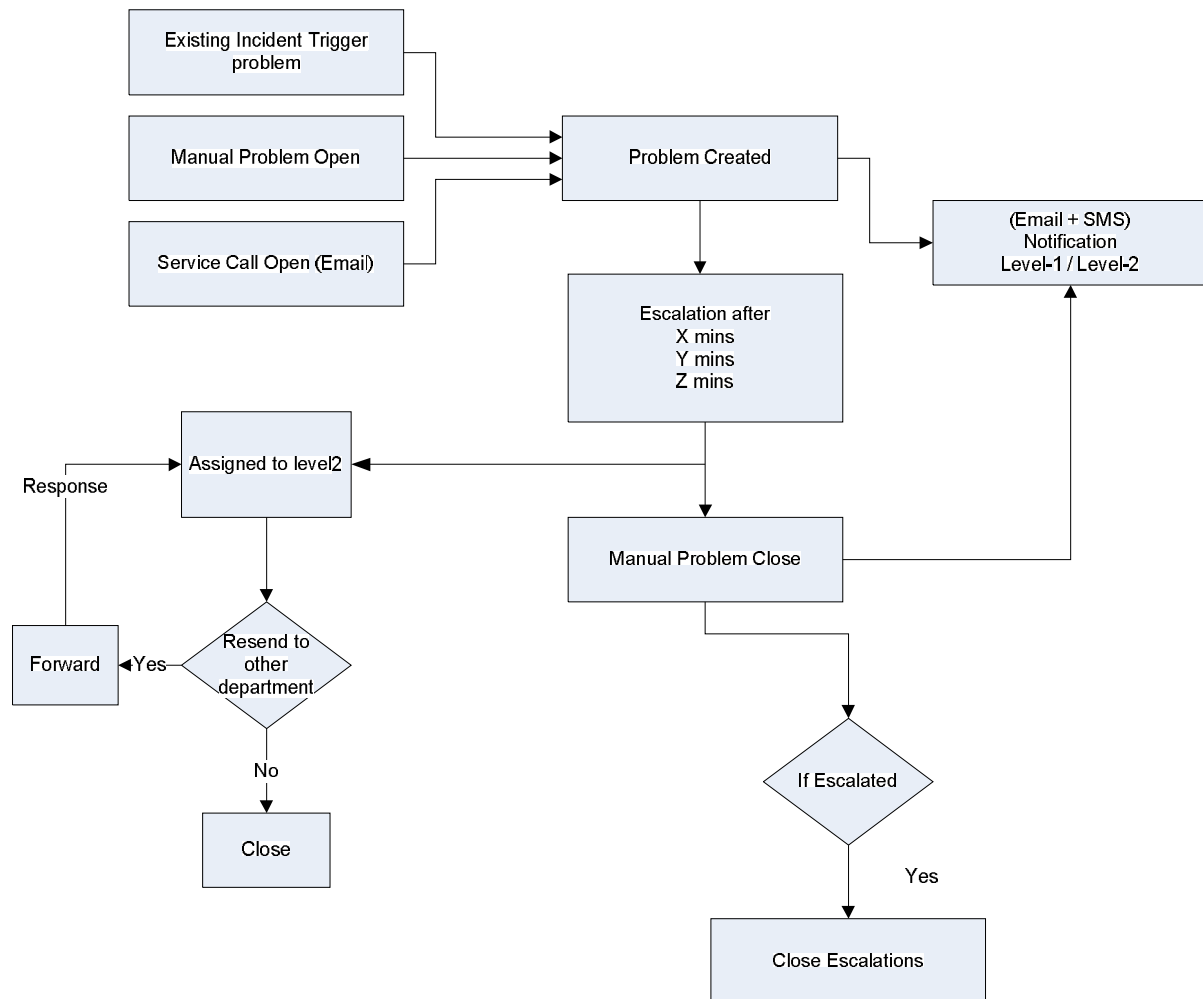 Existing Incident Trigger
problem
Manual Problem Open
Problem Created
Service Call Open (Email)
(Email + SMS)
Notification
Level-1 / Level-2
Escalation after
X mins
Y mins
Z mins
Assigned to level2
Response
Manual Problem Close
Resend to
other
department
Yes
Forward
No
Close
If Escalated
Yes
Close Escalations